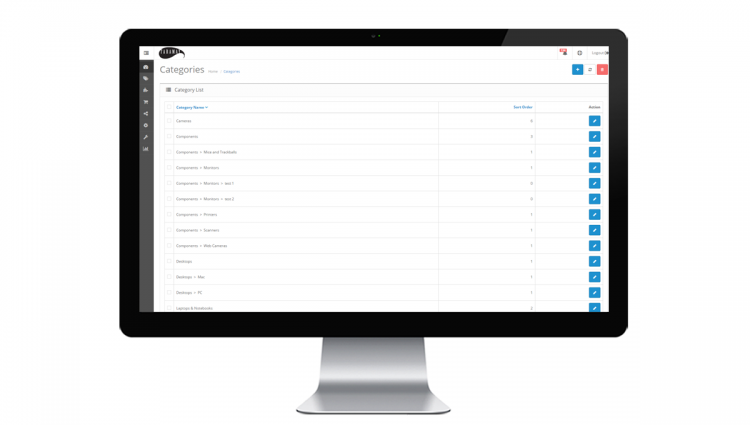 Logout
Categories Home Categories
Category List
Category Name Sort Order Action
Cameras 6
Components 3
Components > Mice and Trackballs 1
Components > Monitors 1
Components > Monitors > test 1 0
Components > Monitors > test 2 0
Components > Printers 1
Components > Scanners 1
Components > Web Cameras 1
Desktops 1
Desktops > Mac 1
Desktops > PC 1
Laptops & Notebooks 2